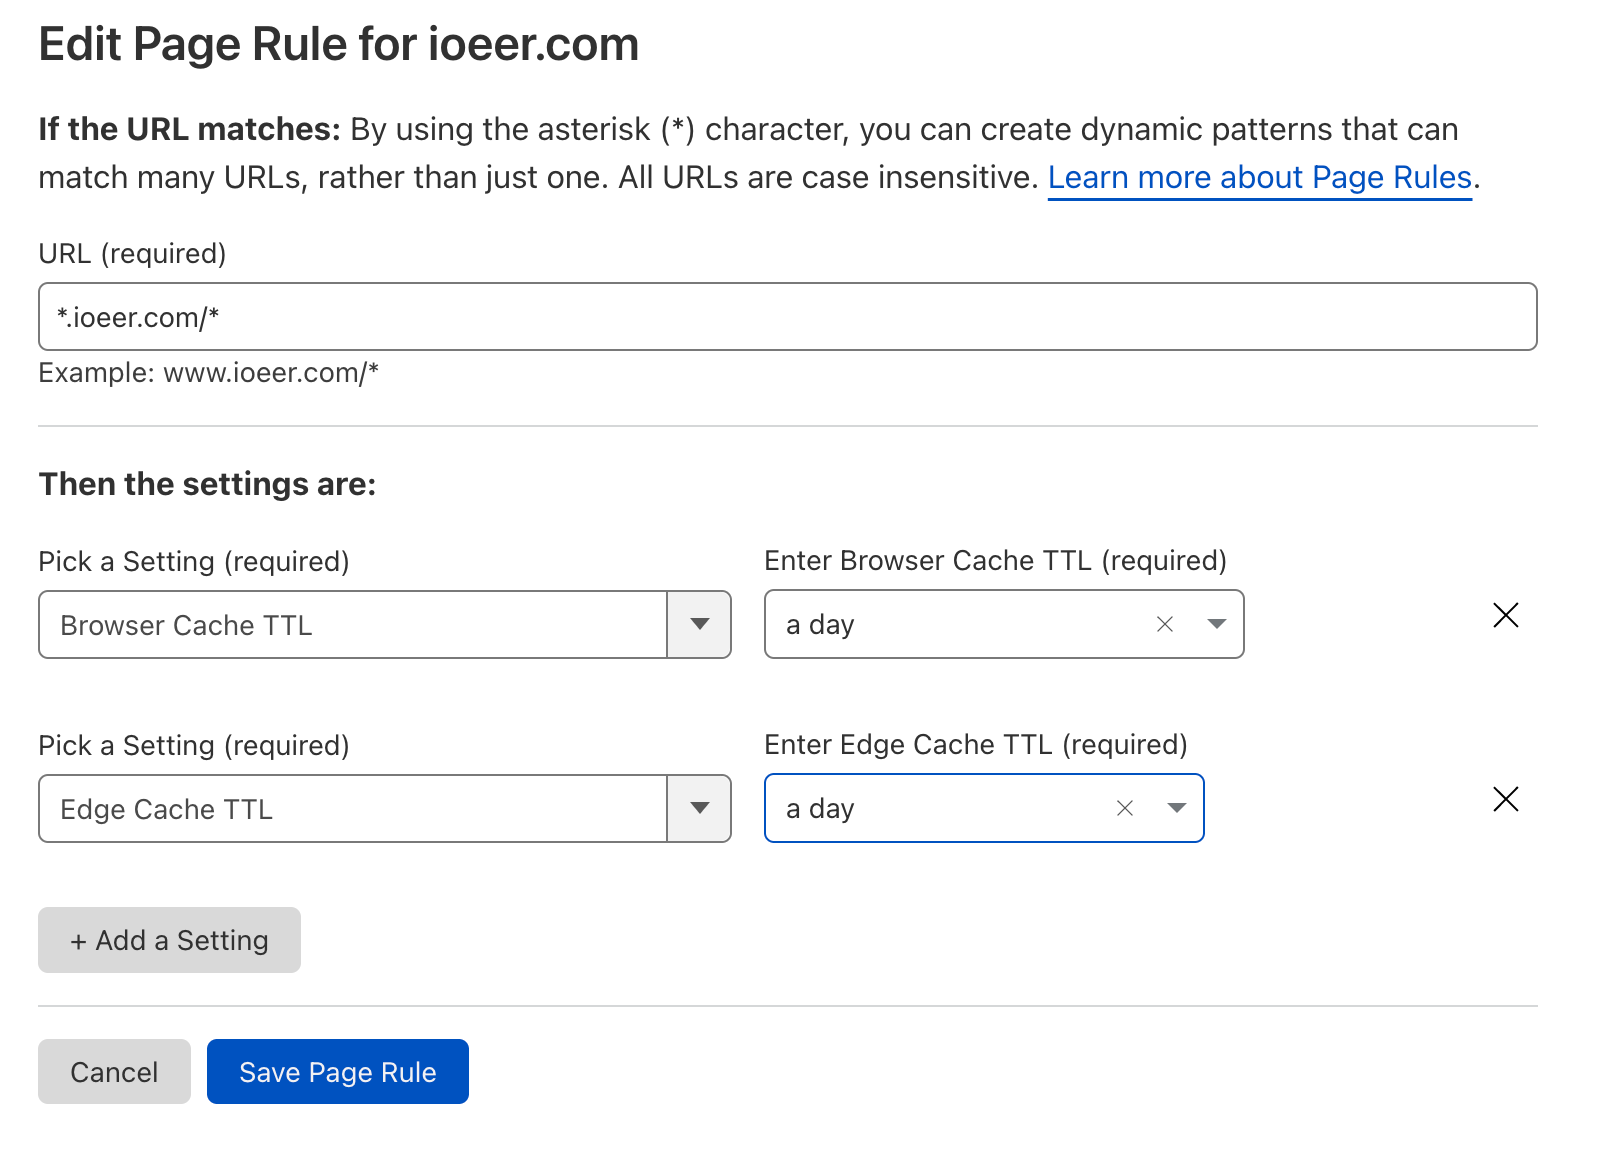 Edit Page Rule for ioeer.com
If the URL matches: By using the asterisk (*) character, you can create dynamic patterns that can
match many URLs, rather than just one. All URLs are case insensitive. Learn more about Page Rules.
URL (required)
*.ioeer.com/*
Example: www.ioeer.com/*
Then the settings are:
Pick a Setting (required)
Enter Browser Cache TTL (required)
Browser Cache TTL
a day
Pick a Setting (required)
Enter Edge Cache TTL (required)
Edge Cache TTL
a day
+ Add a Setting
Cancel
Save Page Rule